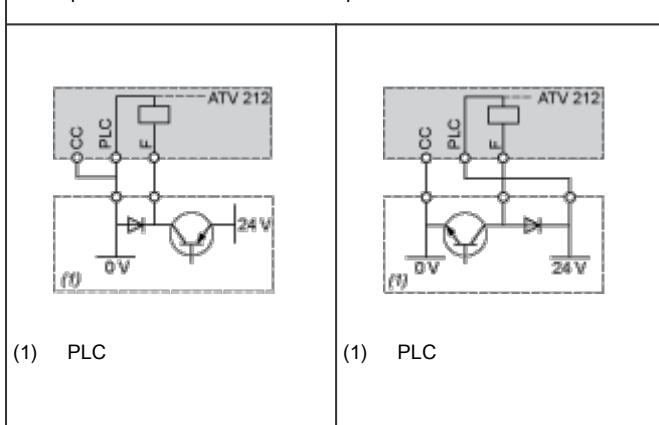 ATV 212
CC
PLC
F
24 V
0 V
(1)
(1) PLC
ATV 212
CC
PLC
F
0 V
24 V
(1)
(1) PLC